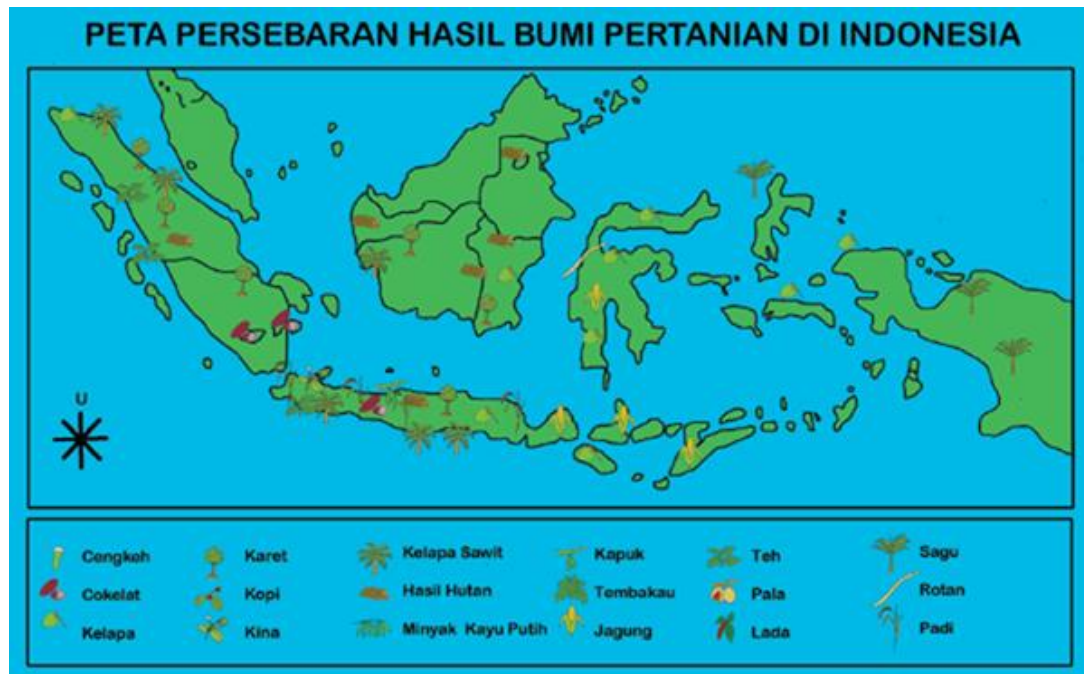 PETA PERSEBARAN HASIL BUMI PERTANIAN DI INDONESIA
U
Cengkeh
Karet
Kelapa Sawit
Kapuk
Teh
Sagu
Cokelat
Kopi
Hasil Hutan
Tembakau
Pala
Rotan
Kelapa
Kina
Minyak Kayu Putih
Jagung
Lada
Padi